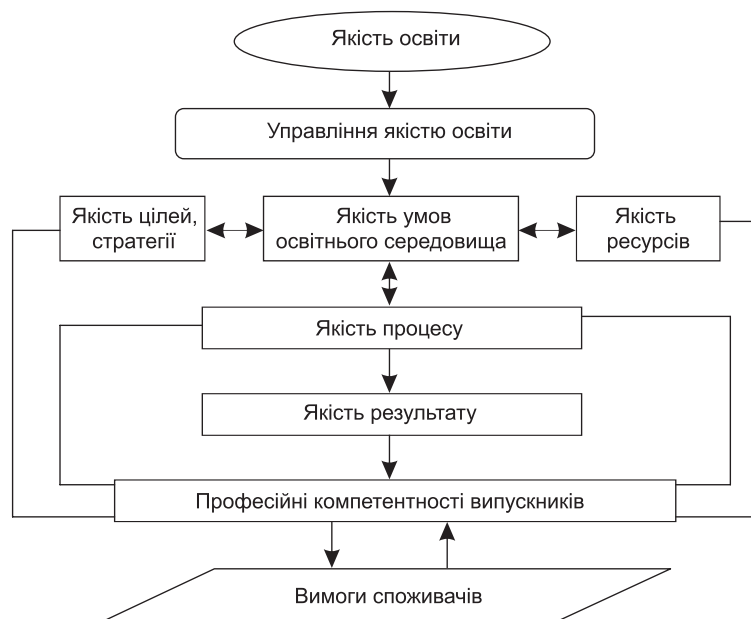 Якість освіти
Управління якістю освіти
Якість цілей,
стратегії
Якість умов
освітнього середовища
Якість
ресурсів
Якість процесу
Якість результату
Професійні компетентності випускників
Вимоги споживачів